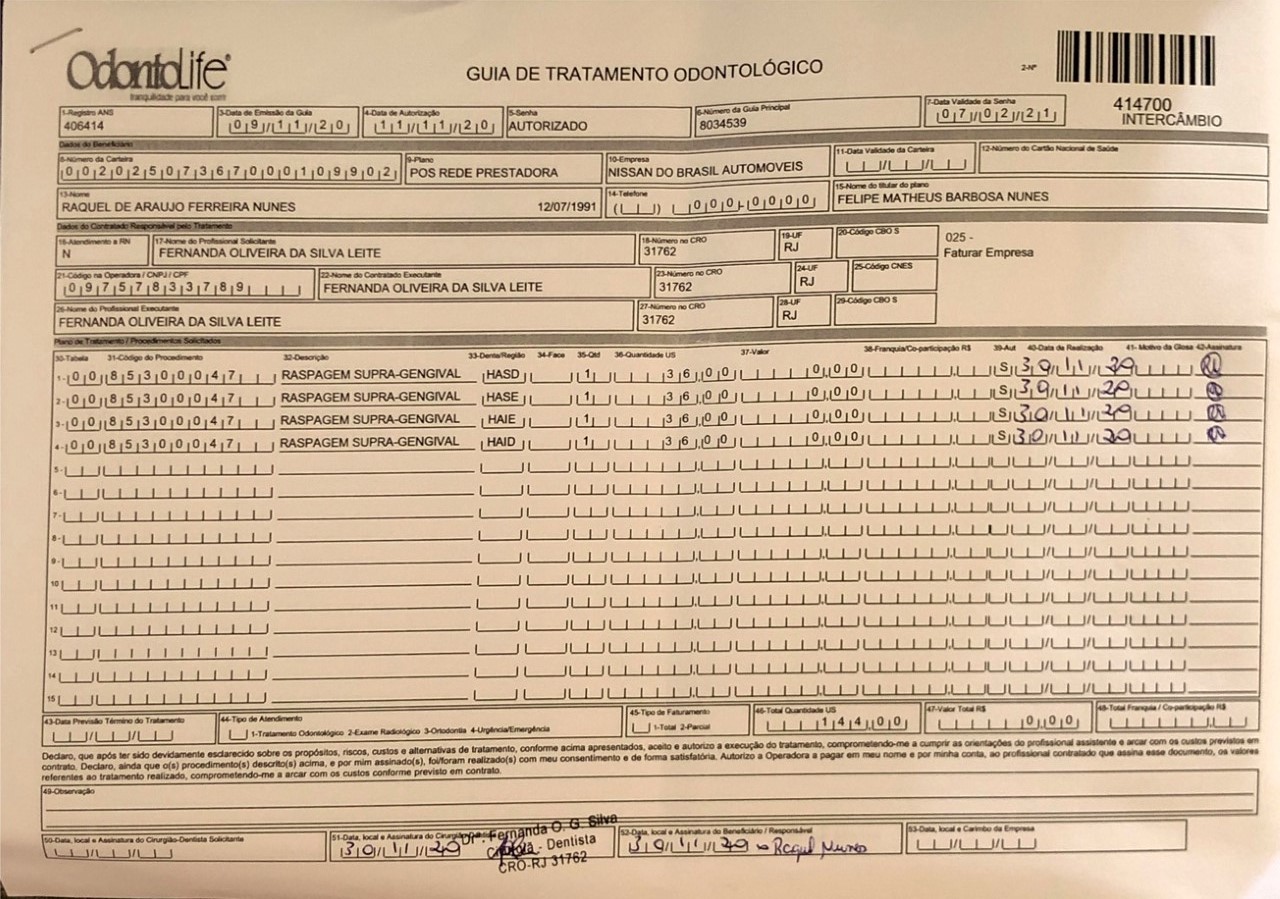 OdontoLife®
tranquilidade para você sorrir
GUIA DE TRATAMENTO ODONTOLÓGICO
2-Nº
414700
INTERCÂMBIO
1-Registro ANS
406414
3-Data de Emissão da Guia
09/11/20
4-Data de Autorização
11/11/20
5-Senha
AUTORIZADO
6-Número da Guia Principal
8034539
7-Data Validade da Senha
07/02/21
Dados do Beneficiário
8-Número da Carteira
00202507367000109902
9-Plano
POS REDE PRESTADORA
10-Empresa
NISSAN DO BRASIL AUTOMOVEIS
11-Data Validade da Carteira
12-Número do Cartão Nacional de Saúde
13-Nome
RAQUEL DE ARAUJO FERREIRA NUNES 12/07/1991
14-Telefone
( ) 000-0000
15-Nome do titular do plano
FELIPE MATHEUS BARBOSA NUNES
Dados do Contratado Responsável pelo Tratamento
16-Atendimento a RN
N
17-Nome do Profissional Solicitante
FERNANDA OLIVEIRA DA SILVA LEITE
18-Número no CRO
31762
19-UF
RJ
20-Código CBO S
025 -
Faturar Empresa
21-Código na Operadora / CNPJ / CPF
09757833789
22-Nome do Contratado Executante
FERNANDA OLIVEIRA DA SILVA LEITE
23-Número no CRO
31762
24-UF
RJ
25-Código CNES
26-Nome do Profissional Executante
FERNANDA OLIVEIRA DA SILVA LEITE
27-Número no CRO
31762
28-UF
RJ
29-Código CBO S
Plano de Tratamento / Procedimentos Solicitados
30-Tabela 31-Código do Procedimento 32-Descrição 33-Dente/Região 34-Face 35-Qtd 36-Quantidade US 37-Valor 38-Franquia/Co-participação R$ 39-Aut 40-Data de Realização 41- Motivo da Glosa 42-Assinatura
1- 00 85300047 RASPAGEM SUPRA-GENGIVAL HASD 1 36,00 0,00 S 30/11/20
2- 00 85300047 RASPAGEM SUPRA-GENGIVAL HASE 1 36,00 0,00 S 30/11/20
3- 00 85300047 RASPAGEM SUPRA-GENGIVAL HAIE 1 36,00 0,00 S 30/11/20
4- 00 85300047 RASPAGEM SUPRA-GENGIVAL HAID 1 36,00 0,00 S 30/11/20
5-
6-
7-
8-
9-
10
11
12
13
14
15
43-Data Previsão Término do Tratamento
44-Tipo de Atendimento
1-Tratamento Odontológico 2-Exame Radiológico 3-Ortodontia 4-Urgência/Emergência
45-Tipo de Faturamento
1-Total 2-Parcial
46-Total Quantidade US
144,00
47-Valor Total R$
0,00
48-Total Franquia / Co-participação R$
Declaro, que após ter sido devidamente esclarecido sobre os propósitos, riscos, custos e alternativas de tratamento, conforme acima apresentados, aceito e autorizo a execução do tratamento, comprometendo-me a cumprir as orientações do profissional assistente e arcar com os custos previstos em
contrato. Declaro, ainda que o(s) procedimento(s) descrito(s) acima, e por mim assinado(s), foi/foram realizado(s) com meu consentimento e de forma satisfatória. Autorizo a Operadora a pagar em meu nome e por minha conta, ao profissional contratado que assina esse documento, os valores
referentes ao tratamento realizado, comprometendo-me a arcar com os custos conforme previsto em contrato.
49-Observação
50-Data, local e Assinatura do Cirurgião-Dentista Solicitante
51-Data, local e Assinatura do Cirurgião-Dentista
30/11/20
Drª. Fernanda O. G. Silva
Cirurgiã - Dentista
CRO-RJ 31762
52-Data, local e Assinatura do Beneficiário / Responsável
30/11/20 Raquel Nunes
53-Data, local e Carimbo da Empresa